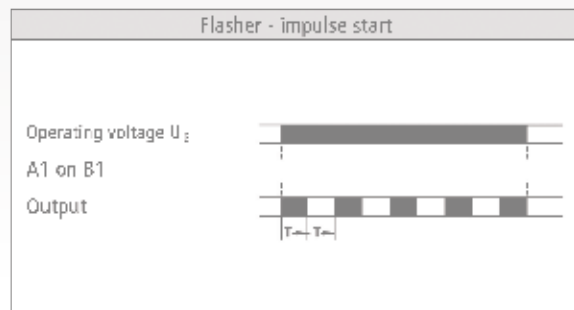 Flasher - impulse start
Operating voltage U
A1 on B1
Output
T T